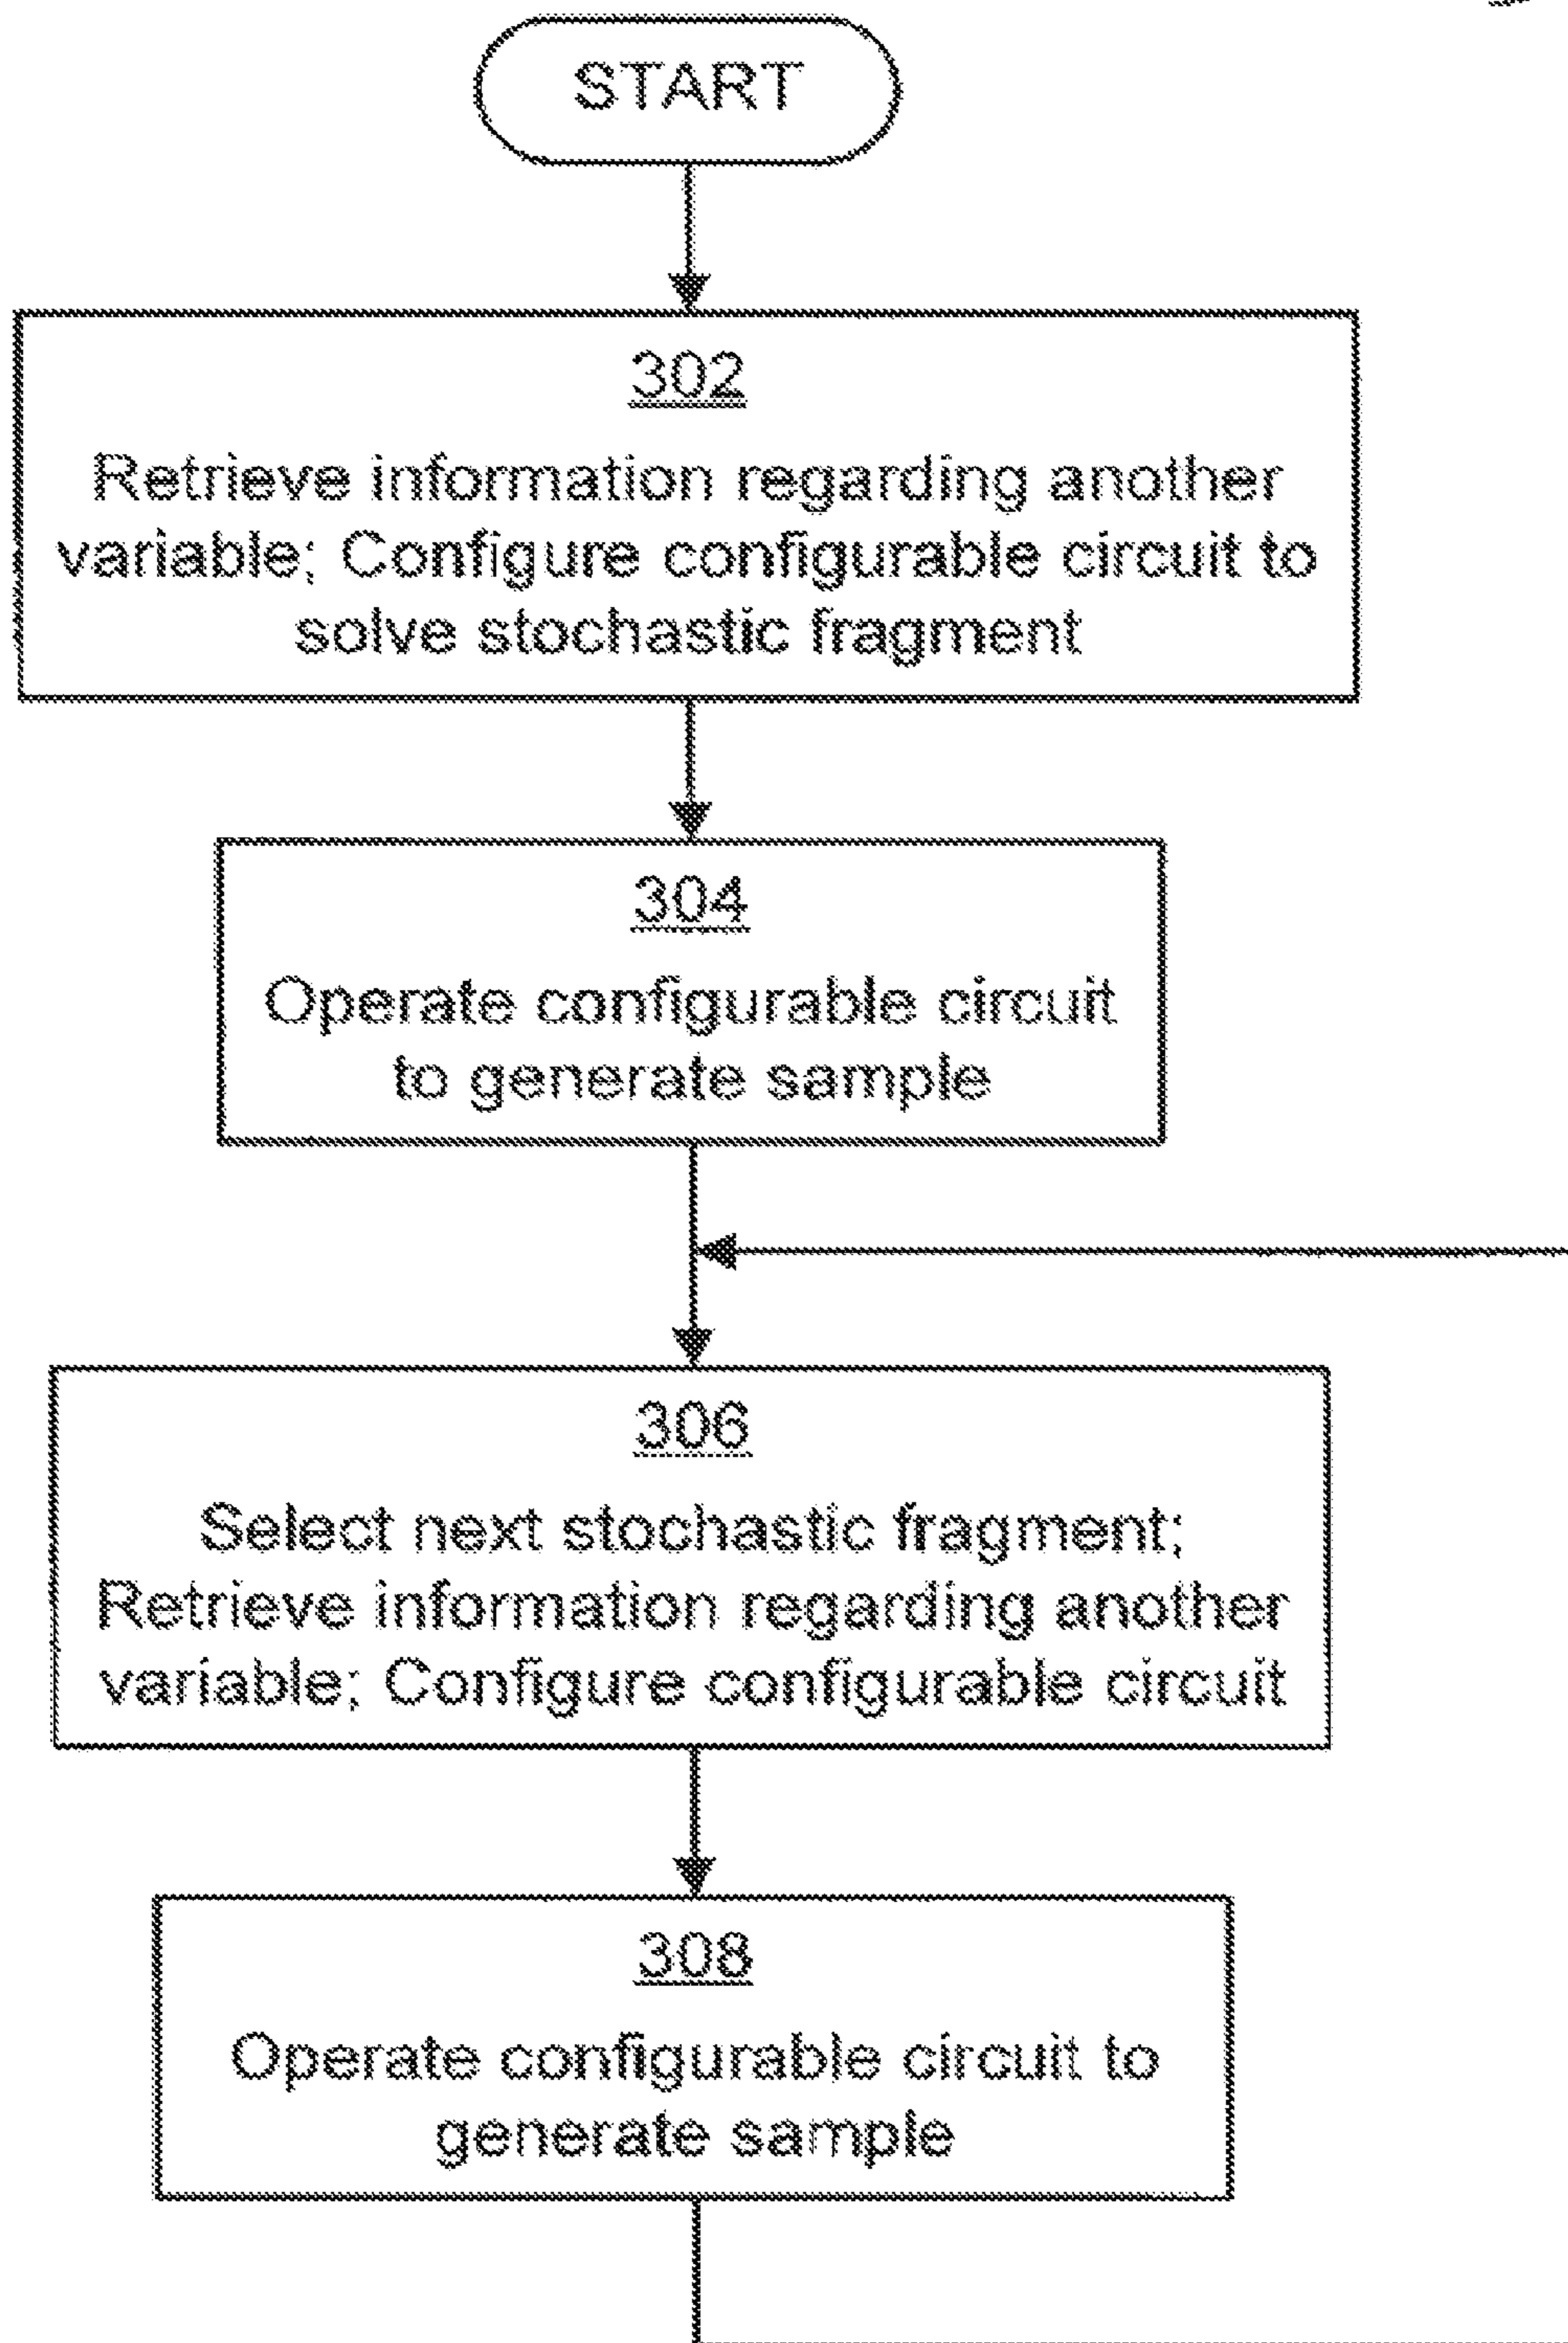 START
302
Retrieve information regarding another
variable; Configure configurable circuit to
solve stochastic fragment
304
Operate configurable circuit
to generate sample
306
Select next stochastic fragment;
Retrieve information regarding another
variable; Configure configurable circuit
308
Operate configurable circuit to
generate sample